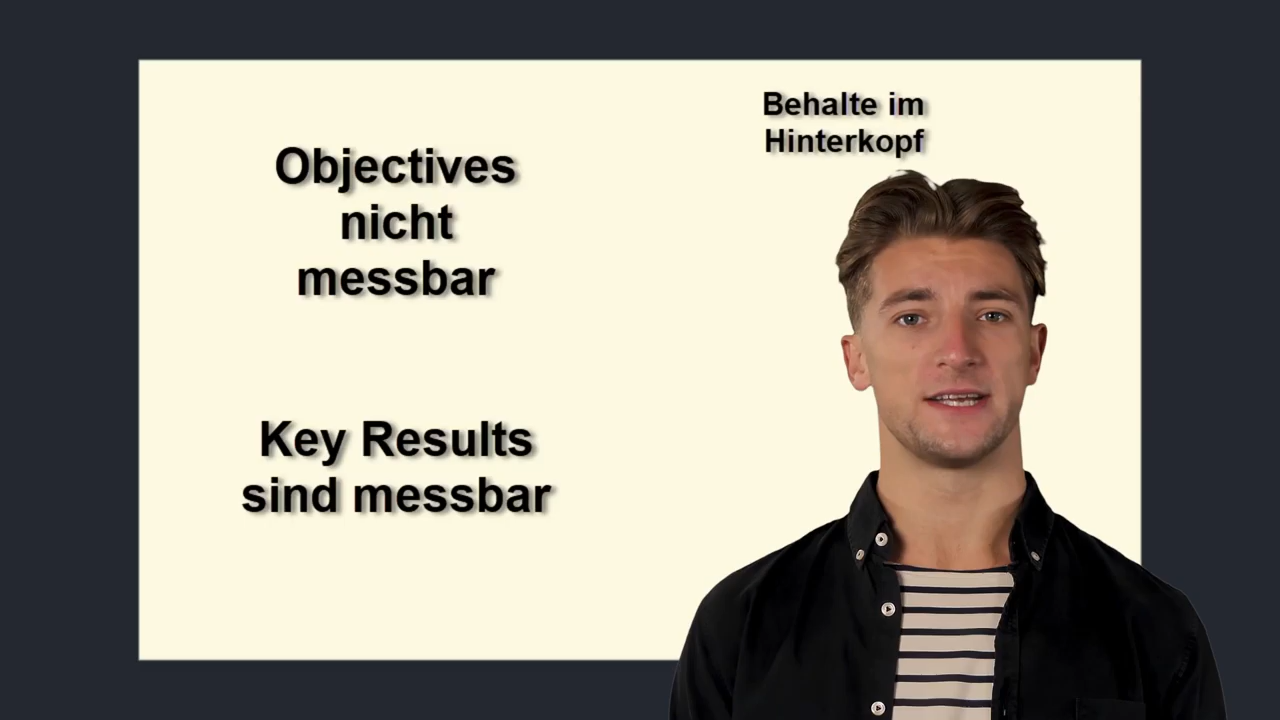 Behalte im
Hinterkopf
Objectives
nicht
messbar
Key Results
sind messbar